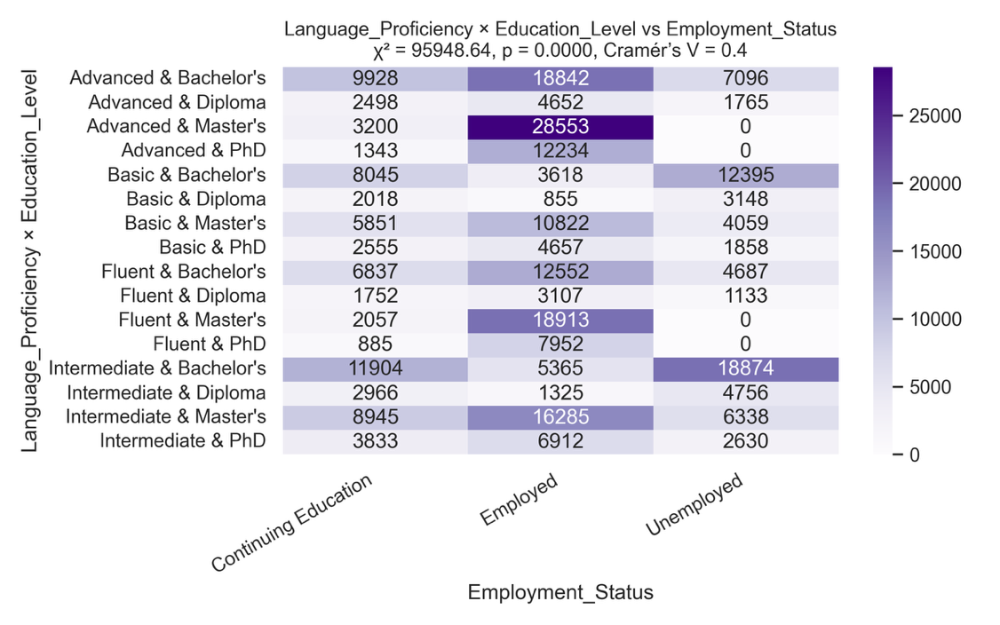 Language_Proficiency × Education_Level vs Employment_Status
χ² = 95948.64, p = 0.0000, Cramér’s V = 0.4
Language_Proficiency × Education_Level
Advanced & Bachelor's 9928 18842 7096
Advanced & Diploma 2498 4652 1765
Advanced & Master's 3200 28553 0
Advanced & PhD 1343 12234 0
Basic & Bachelor's 8045 3618 12395
Basic & Diploma 2018 855 3148
Basic & Master's 5851 10822 4059
Basic & PhD 2555 4657 1858
Fluent & Bachelor's 6837 12552 4687
Fluent & Diploma 1752 3107 1133
Fluent & Master's 2057 18913 0
Fluent & PhD 885 7952 0
Intermediate & Bachelor's 11904 5365 18874
Intermediate & Diploma 2966 1325 4756
Intermediate & Master's 8945 16285 6338
Intermediate & PhD 3833 6912 2630
Continuing Education Employed Unemployed
Employment_Status
25000
20000
15000
10000
5000
0